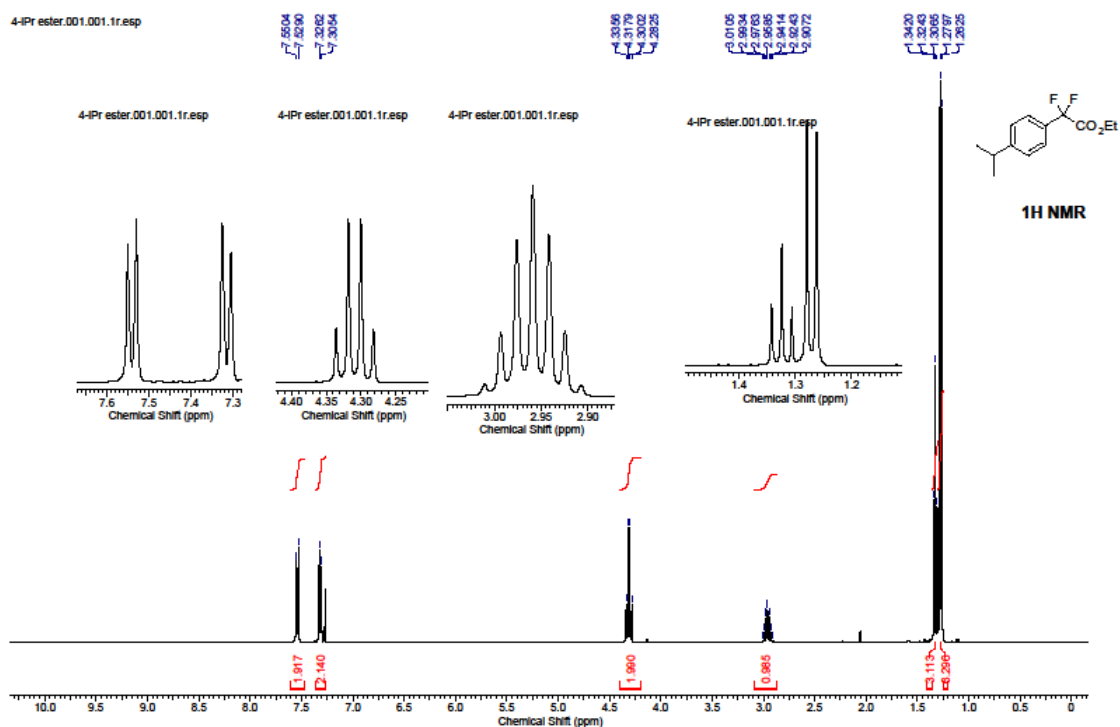 4-iPr ester.001.001.1r.esp
7.5504
7.5290
7.3262
7.3054
4.3356
4.3179
4.3002
4.2825
3.0105
2.9934
2.9763
2.9585
2.9414
2.9243
2.9072
1.3420
1.3243
1.3065
1.2797
1.2625
4-iPr ester.001.001.1r.esp
4-iPr ester.001.001.1r.esp
4-iPr ester.001.001.1r.esp
4-iPr ester.001.001.1r.esp
F F
CO2Et
1H NMR
7.6 7.5 7.4 7.3
Chemical Shift (ppm)
4.40 4.35 4.30 4.25
Chemical Shift (ppm)
3.00 2.95 2.90
Chemical Shift (ppm)
1.4 1.3 1.2
Chemical Shift (ppm)
1.917
2.140
1.990
0.985
3.113
6.296
10.0 9.5 9.0 8.5 8.0 7.5 7.0 6.5 6.0 5.5 5.0 4.5 4.0 3.5 3.0 2.5 2.0 1.5 1.0 0.5 0
Chemical Shift (ppm)